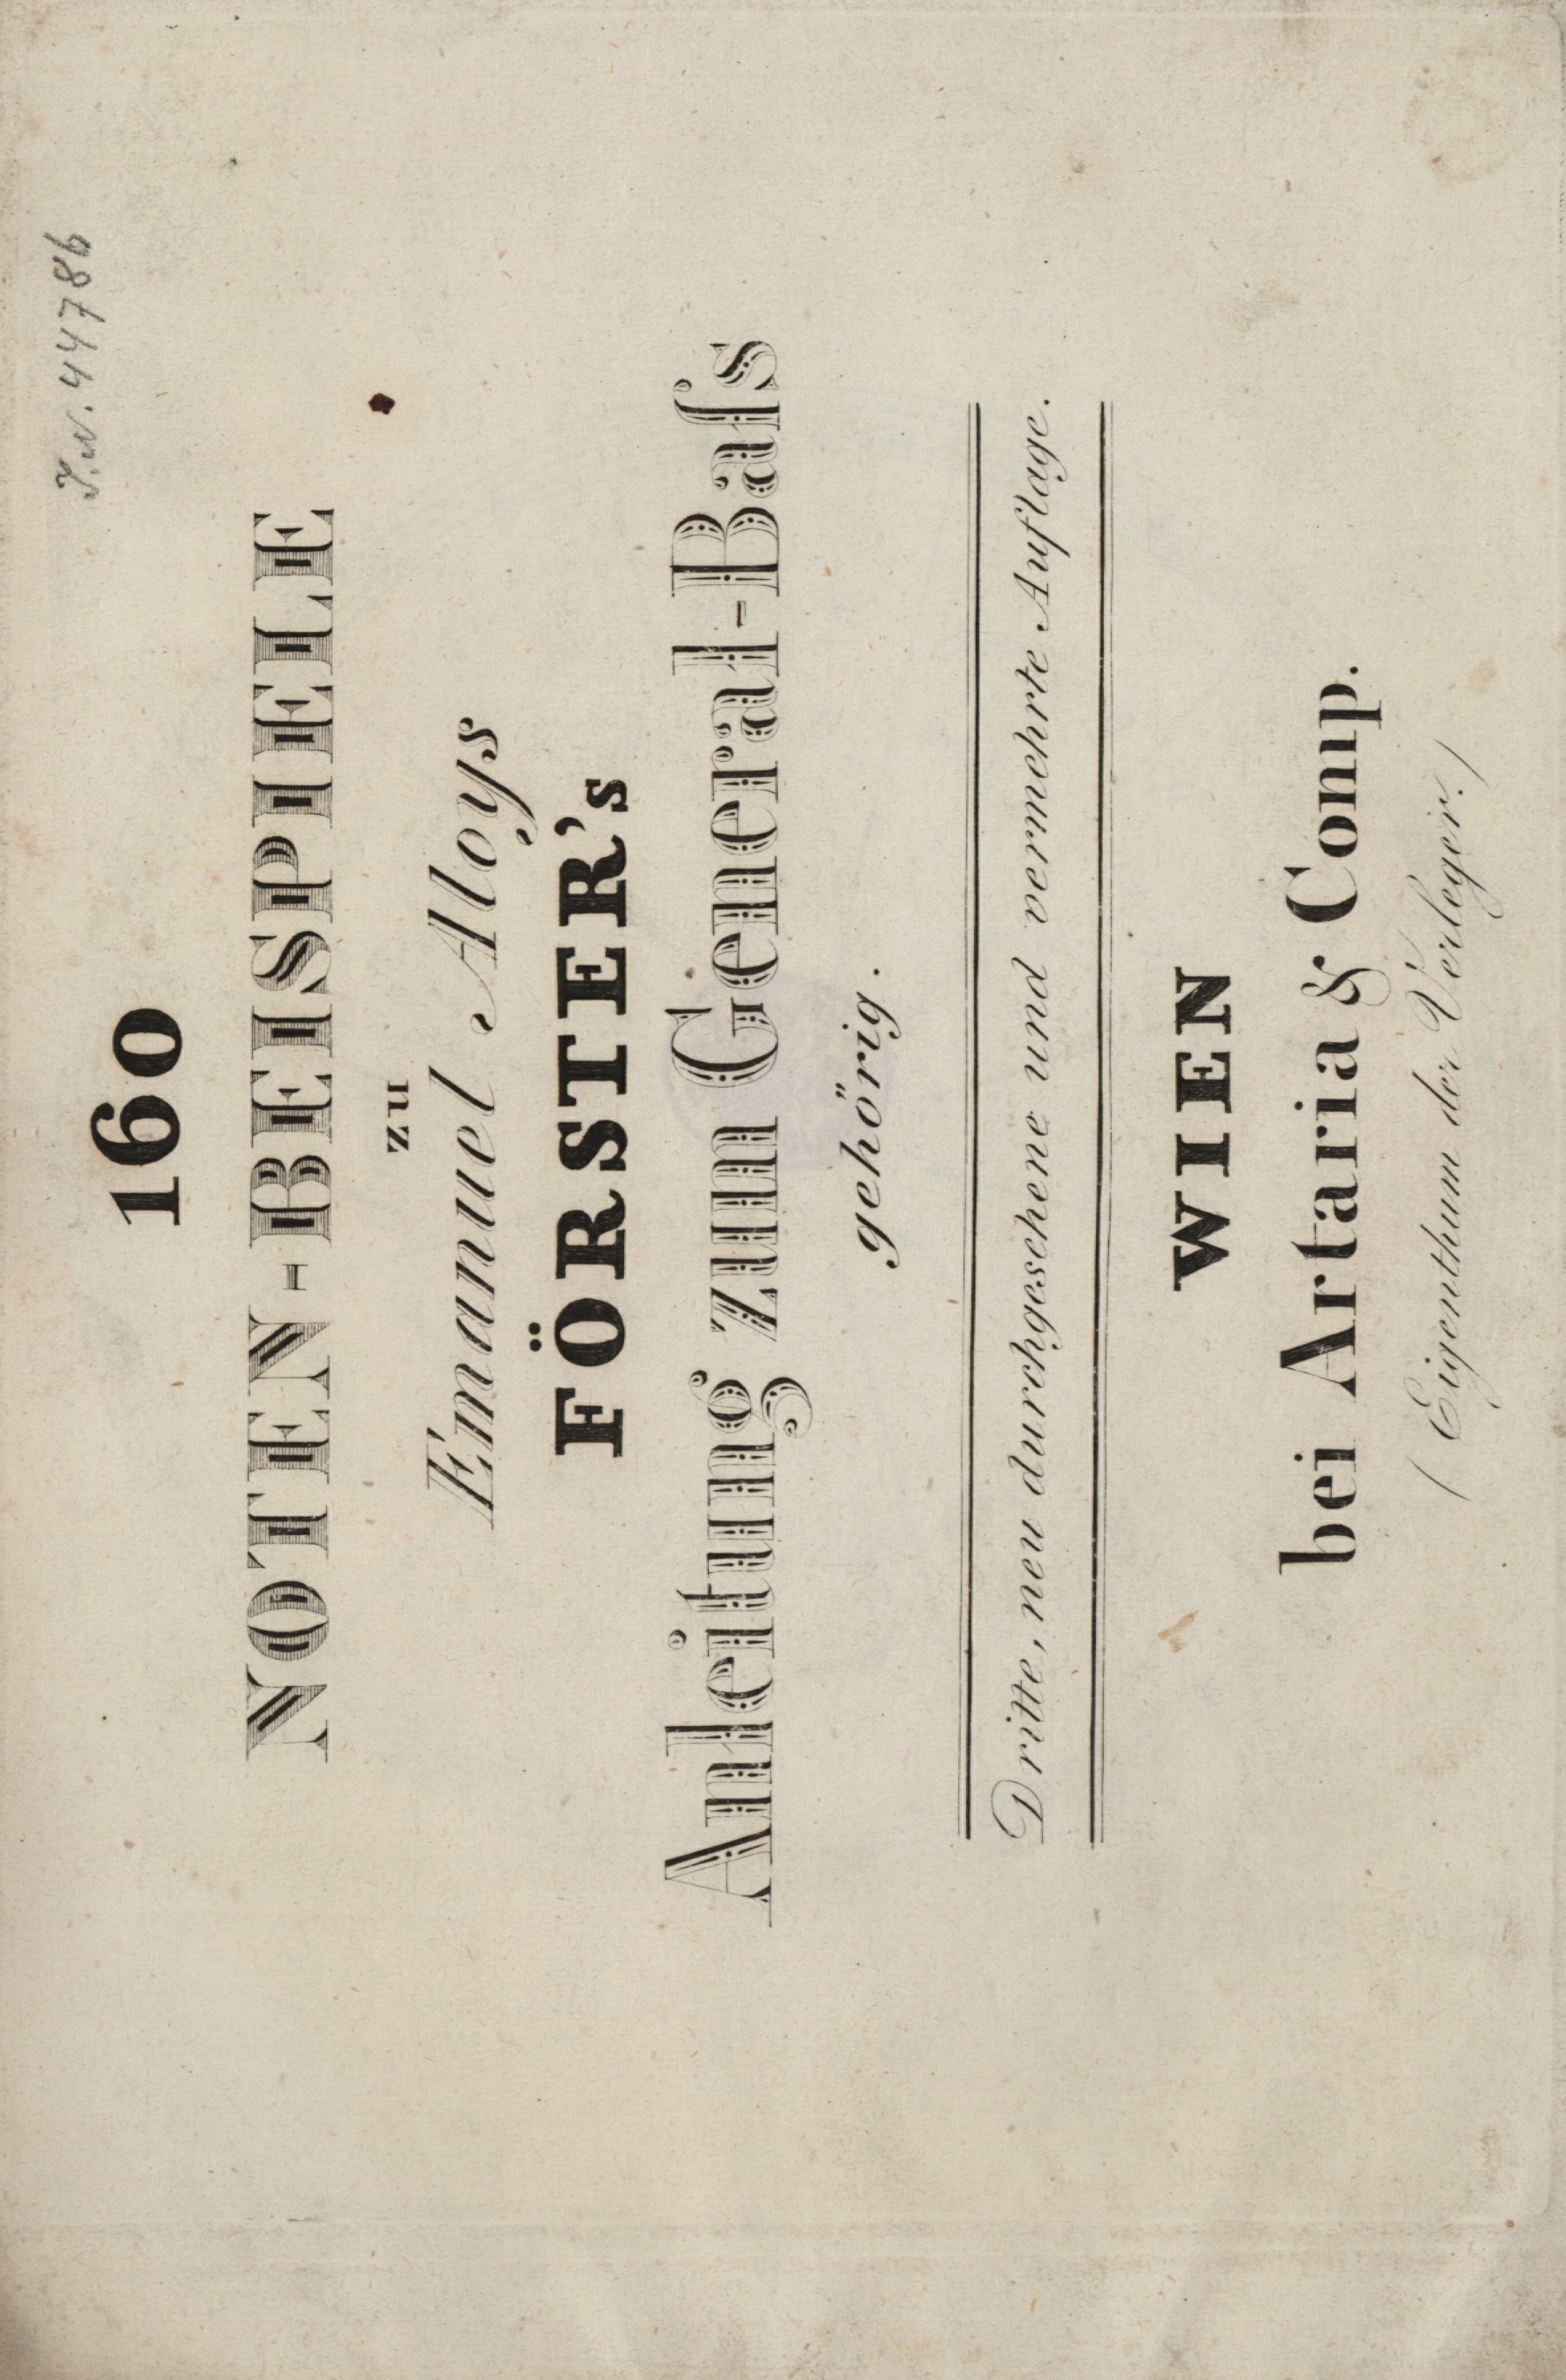 J.N. 44786
160
NOTEN-BEISPIELE
zu
Emanuel Aloys
FÖRSTER's
Anleitung zum General-Baſs
gehörig.
Dritte, neu durchgesehene und vermehrte Auflage.
WIEN
bei Artaria & Comp.
(Eigenthum der Verleger.)